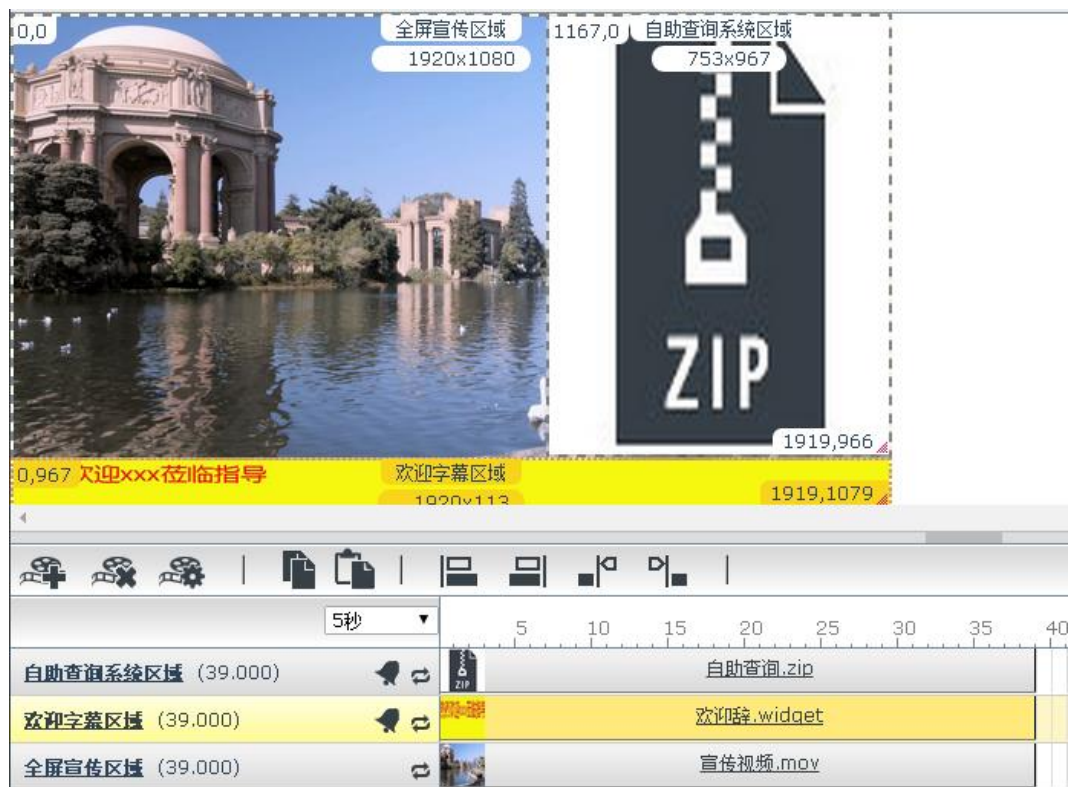 0,0
全屏宣传区域
1920x1080
1167,0
自助查询系统区域
753x967
ZIP
1919,966
0,967
欢迎xxx莅临指导
欢迎字幕区域
1920x113
1919,1079
5秒
5 10 15 20 25 30 35 40
自助查询系统区域 (39.000)
ZIP
自助查询.zip
欢迎字幕区域 (39.000)
欢迎辞.widget
全屏宣传区域 (39.000)
宣传视频.mov